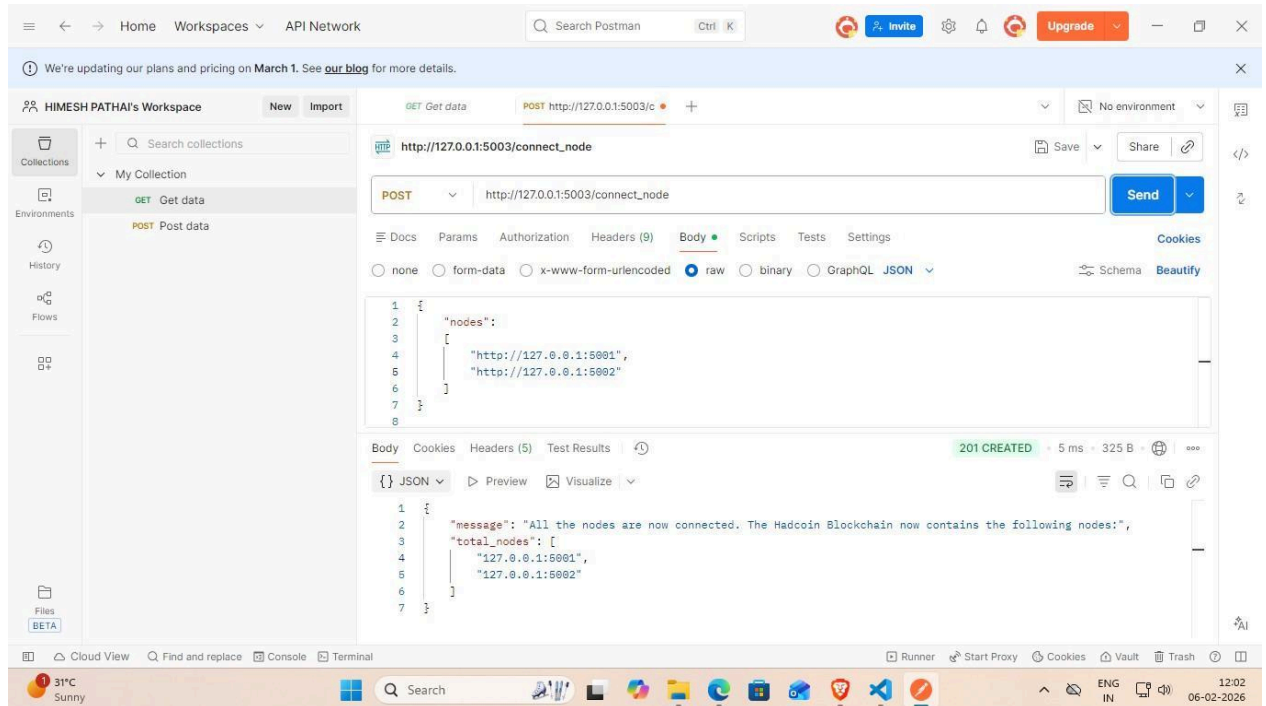 Home Workspaces API Network Search Postman Ctrl K Invite Upgrade
We're updating our plans and pricing on March 1. See our blog for more details.
HIMESH PATHAI's Workspace New Import GET Get data POST http://127.0.0.1:5003/c No environment
Collections Search collections http://127.0.0.1:5003/connect_node Save Share
My Collection
GET Get data POST http://127.0.0.1:5003/connect_node Send
Environments
POST Post data
Docs Params Authorization Headers (9) Body Scripts Tests Settings Cookies
History
none form-data x-www-form-urlencoded raw binary GraphQL JSON Schema Beautify
Flows
1 {
2 "nodes":
3 [
4 "http://127.0.0.1:5001",
5 "http://127.0.0.1:5002"
6 ]
7 }
8
Body Cookies Headers (5) Test Results 201 CREATED 5 ms 325 B
{} JSON Preview Visualize
1 {
2 "message": "All the nodes are now connected. The Hadcoin Blockchain now contains the following nodes:",
3 "total_nodes": [
4 "127.0.0.1:5001",
5 "127.0.0.1:5002"
6 ]
7 }
Files
BETA
AI
Cloud View Find and replace Console Terminal Runner Start Proxy Cookies Vault Trash
1 31°C
Sunny
Search
ENG
IN
12:02
06-02-2026